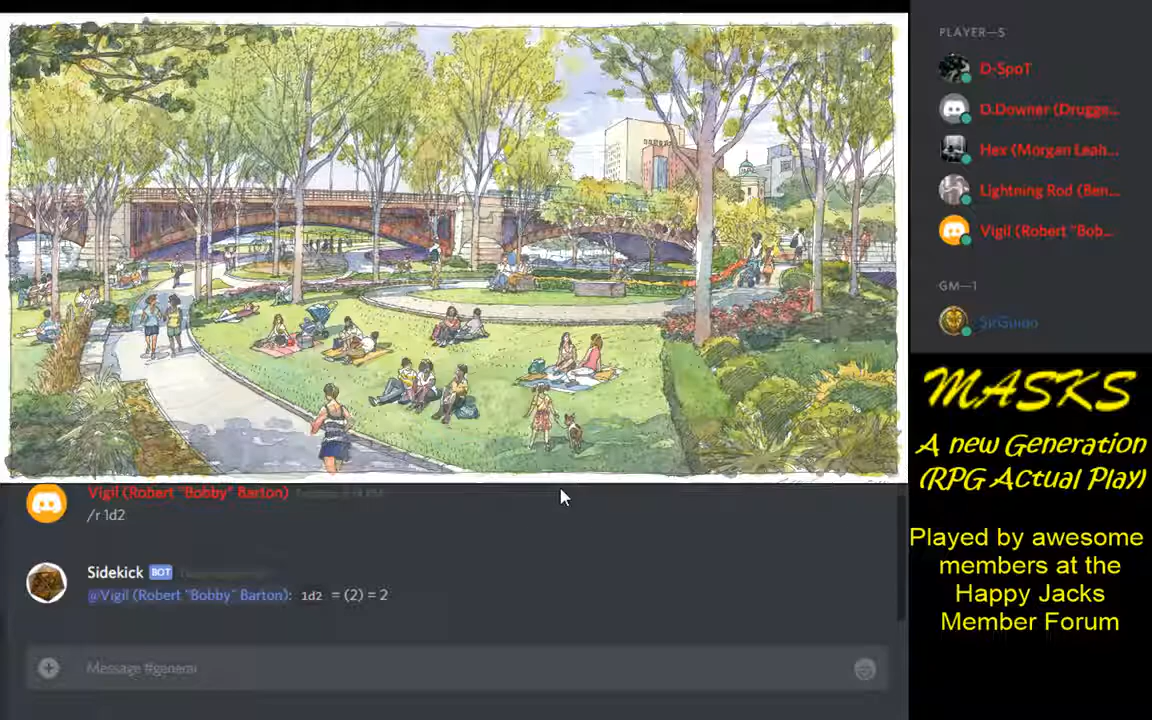 PLAYER—5
D-SpoT
D.Downer (Drugge...
Hex (Morgan Leah...
Lightning Rod (Ben...
Vigil (Robert "Bob...
GM—1
SirGuido
MASKS
A new Generation
(RPG Actual Play)
Played by awesome
members at the
Happy Jacks
Member Forum
Vigil (Robert "Bobby" Barton)
/r 1d2
Sidekick BOT
@Vigil (Robert "Bobby" Barton): 1d2 = (2) = 2
Message #general